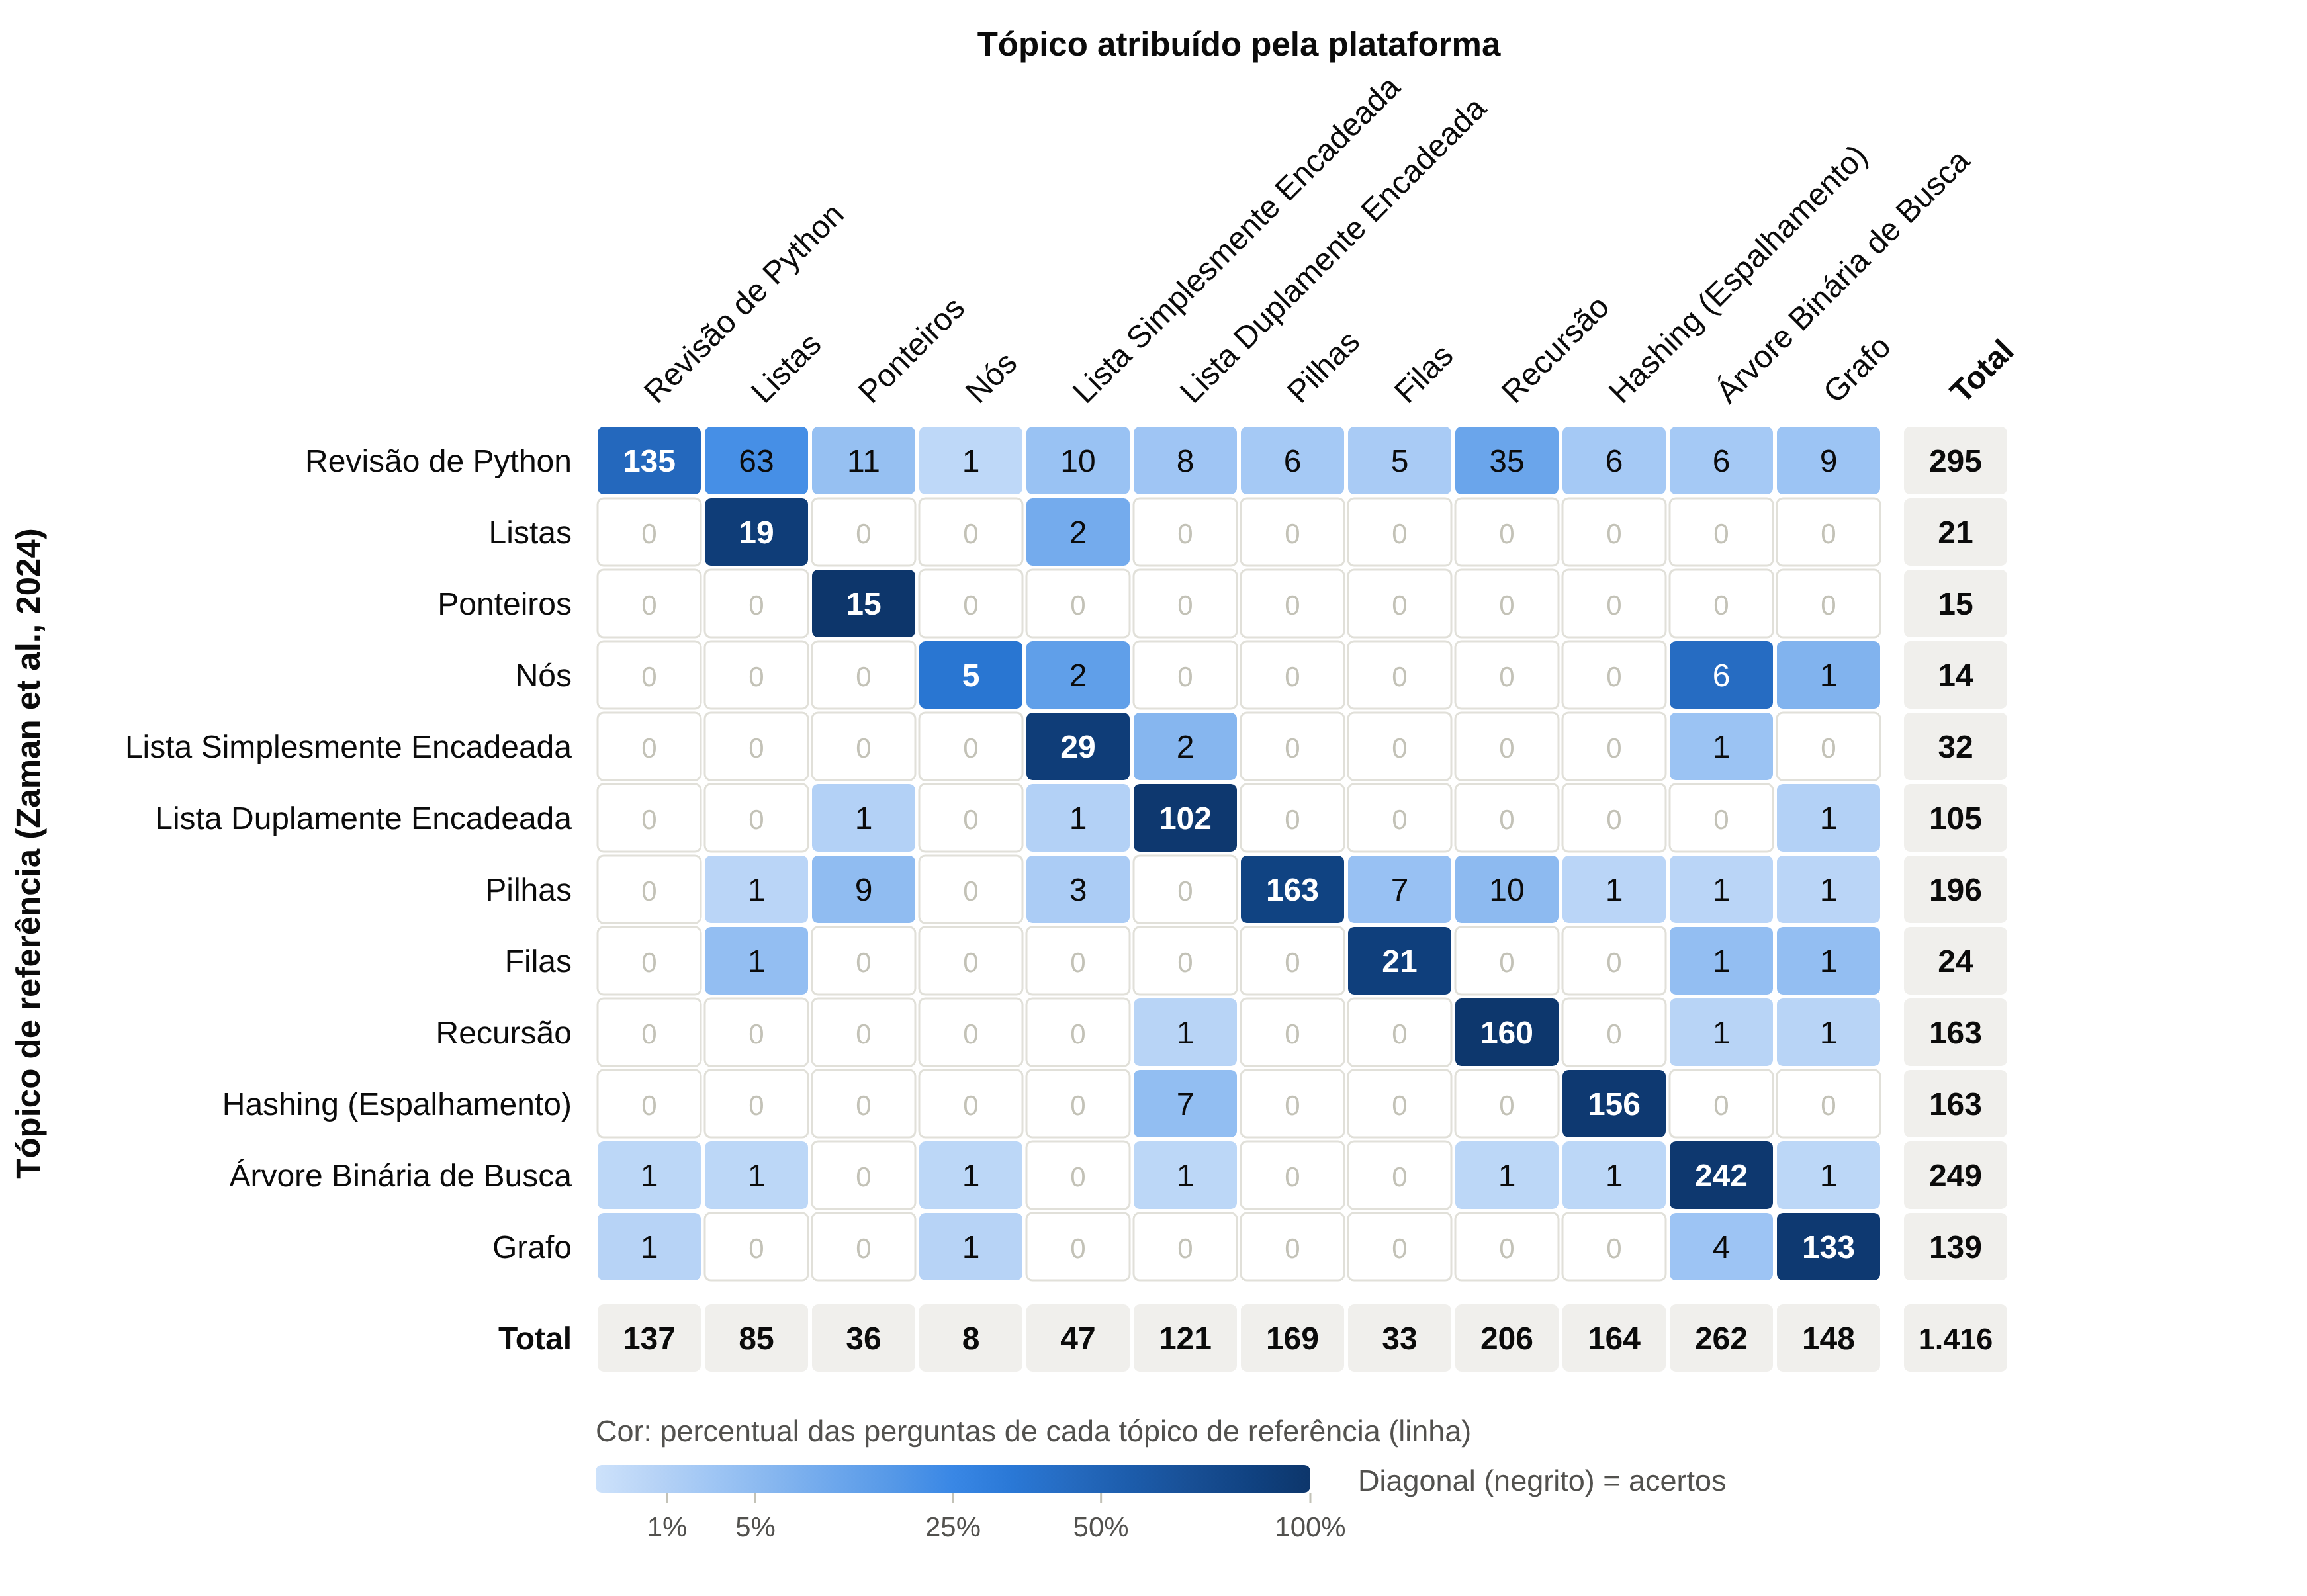 Tópico atribuído pela plataforma
Revisão de Python
Listas
Ponteiros
Nós
Lista Simplesmente Encadeada
Lista Duplamente Encadeada
Pilhas
Filas
Recursão
Hashing (Espalhamento)
Árvore Binária de Busca
Grafo
Total
Tópico de referência (Zaman et al., 2024)
Revisão de Python 135 63 11 1 10 8 6 5 35 6 6 9 295
Listas 0 19 0 0 2 0 0 0 0 0 0 0 21
Ponteiros 0 0 15 0 0 0 0 0 0 0 0 0 15
Nós 0 0 0 5 2 0 0 0 0 0 6 1 14
Lista Simplesmente Encadeada 0 0 0 0 29 2 0 0 0 0 1 0 32
Lista Duplamente Encadeada 0 0 1 0 1 102 0 0 0 0 0 1 105
Pilhas 0 1 9 0 3 0 163 7 10 1 1 1 196
Filas 0 1 0 0 0 0 0 21 0 0 1 1 24
Recursão 0 0 0 0 0 1 0 0 160 0 1 1 163
Hashing (Espalhamento) 0 0 0 0 0 7 0 0 0 156 0 0 163
Árvore Binária de Busca 1 1 0 1 0 1 0 0 1 1 242 1 249
Grafo 1 0 0 1 0 0 0 0 0 0 4 133 139
Total 137 85 36 8 47 121 169 33 206 164 262 148 1.416
Cor: percentual das perguntas de cada tópico de referência (linha)
Diagonal (negrito) = acertos
1% 5% 25% 50% 100%